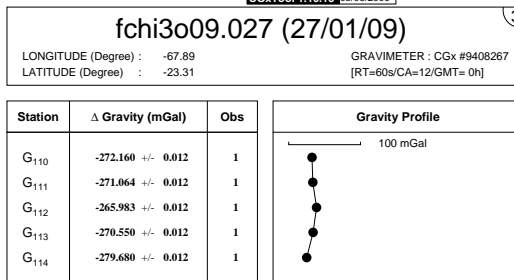 fchi3o09.027 (27/01/09)
LONGITUDE (Degree) : -67.89
GRAVIMETER : CGx #9408267
LATITUDE (Degree) : -23.31
[RT=60s/CA=12/GMT= 0h]
Station Δ Gravity (mGal) Obs
G110 -272.160 +/- 0.012 1
G111 -271.064 +/- 0.012 1
G112 -265.983 +/- 0.012 1
G113 -270.550 +/- 0.012 1
G114 -279.680 +/- 0.012 1
Gravity Profile
100 mGal